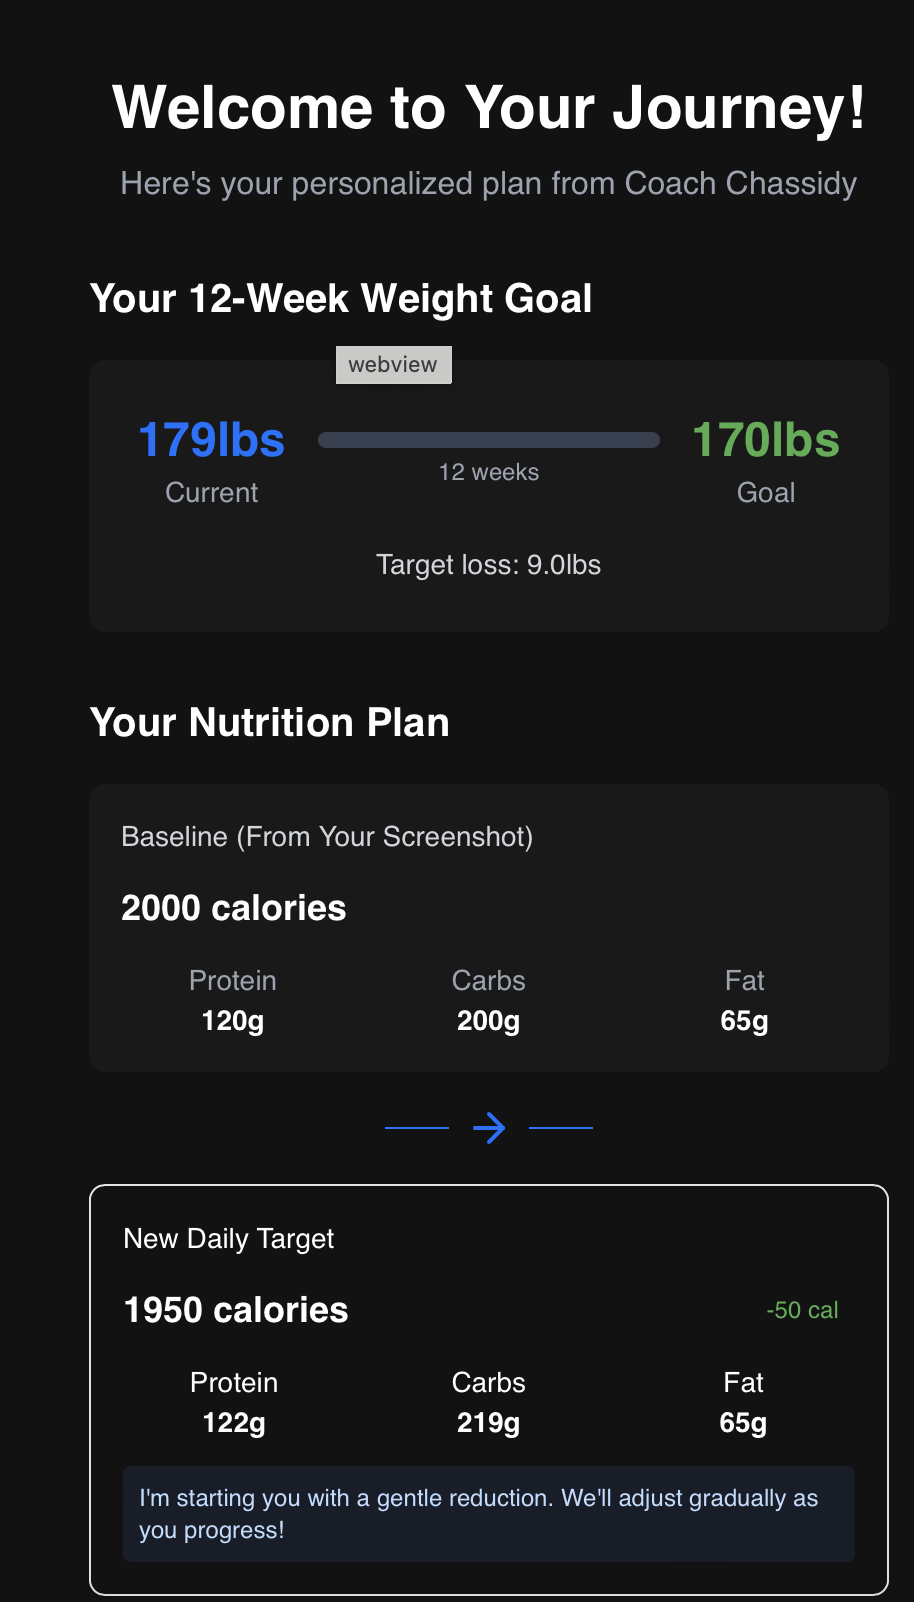 Welcome to Your Journey!
Here's your personalized plan from Coach Chassidy
Your 12-Week Weight Goal
webview
179lbs
170lbs
12 weeks
Current
Goal
Target loss: 9.0lbs
Your Nutrition Plan
Baseline (From Your Screenshot)
2000 calories
Protein Carbs Fat
120g 200g 65g
New Daily Target
1950 calories -50 cal
Protein Carbs Fat
122g 219g 65g
I'm starting you with a gentle reduction. We'll adjust gradually as
you progress!